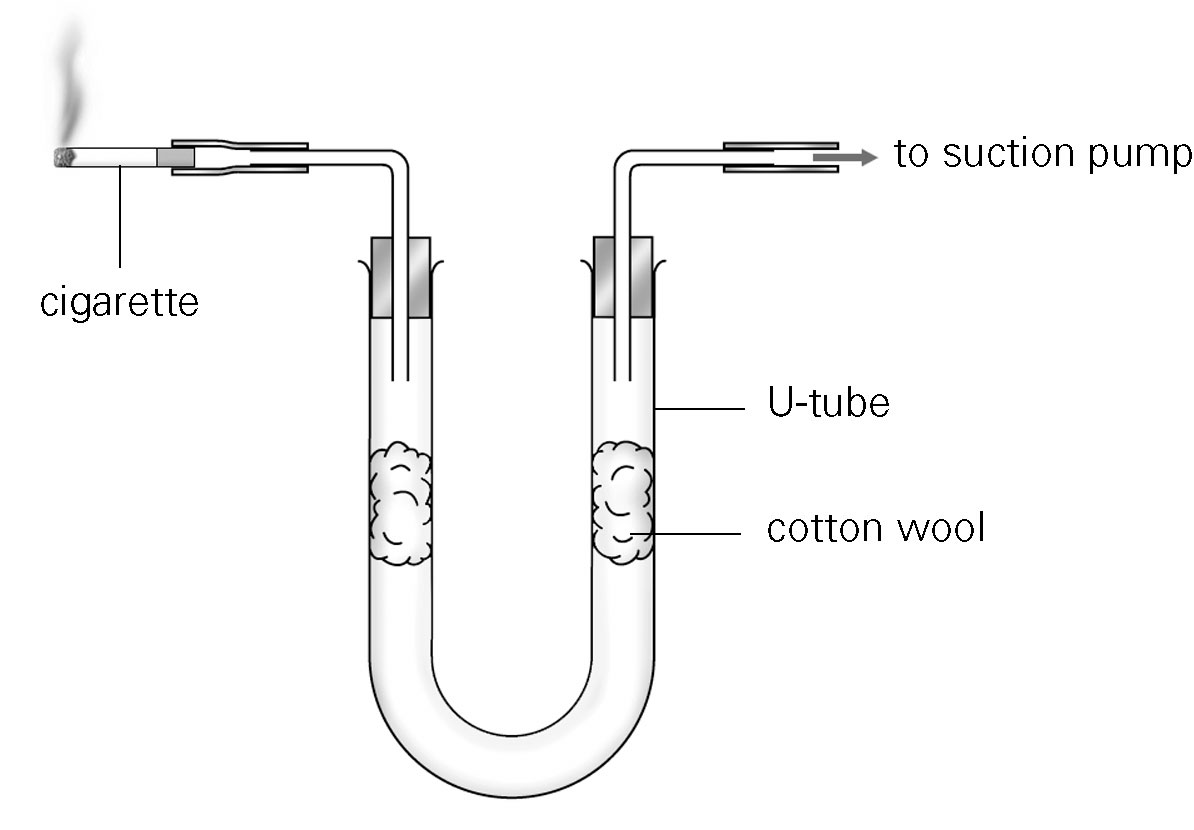 to suction pump
cigarette
U-tube
cotton wool